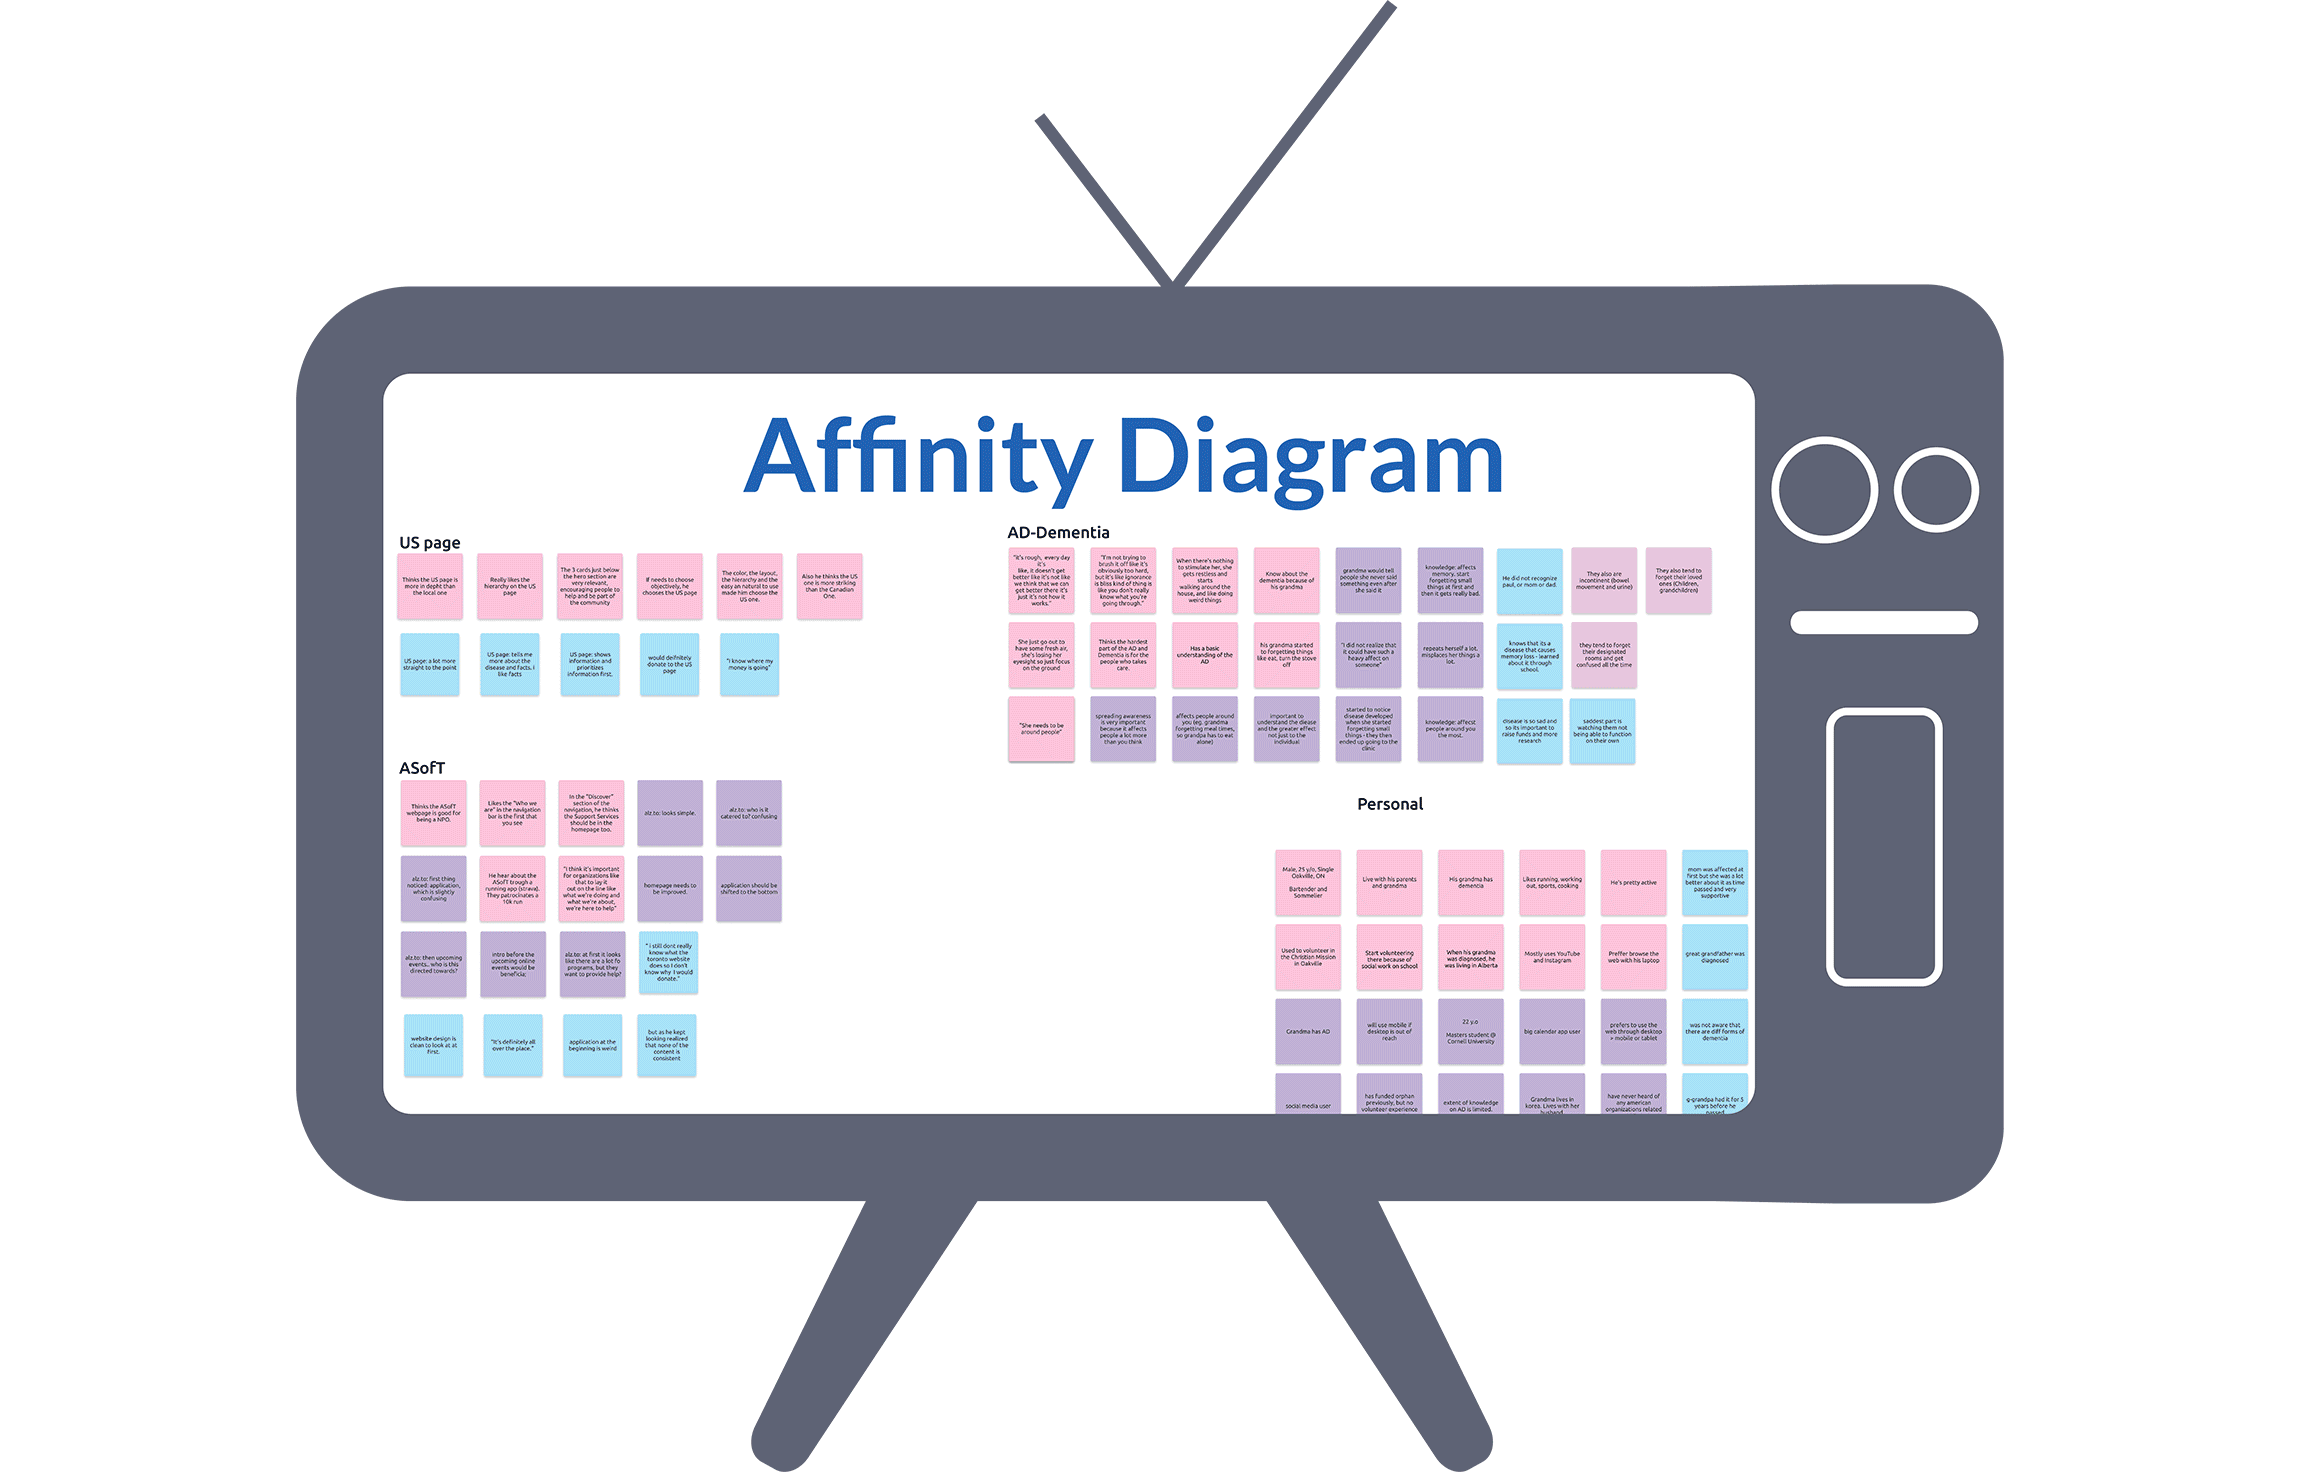 Affinity Diagram
US page
Thinks the US page is
more in depht than
the local one
Really likes the
hierarchy on the US
page
The 3 cards just below
the hero section are
very relevant,
encouraging people to
help and be part of
the community
If needs to choose
objectively, he
chooses the US page
The color, the layout,
the hierarchy and the
easy an natural to use
made him choose the
US one.
Also he thinks the US
one is more striking
than the Canadian
One.
US page: a lot more
straight to the point
US page: tells me
more about the
disease and facts. i
like facts
US page: shows
information and
prioritizes
information first.
would deifnitely
donate to the US
page
"I know where my
money is going"
ASofT
Thinks the ASofT
webpage is good for
being a NPO.
Likes the "Who we
are" in the navigation
bar is the first that
you see
In the "Discover"
section of the
navigation, he thinks
the Support Services
should be in the
homepage too.
alz.to: looks simple.
alz.to: who is it
catered to? confusing
alz.to: first thing
noticed: application,
which is slightly
confusing
He hear about the
ASofT trough a
running app (strava).
They patrocinates a
10k run
"I think it's important
for organizations like
that to lay it
out on the line like
what we're doing and
what we're about,
we're here to help"
homepage needs to
be improved.
application should be
shifted to the bottom
alz.to: then upcoming
events.. who is this
directed towards?
intro before the
upcoming online
events would be
beneficia;
alz.to: at first it looks
like there are a lot fo
programs, but they
want to provide help?
" i still dont really
know what the
toronto website
does so I don't
know why I would
donate."
website design is
clean to look at at
first.
"It's definitely all
over the place."
application at the
beginning is weird
but as he kept
looking realized
that none of the
content is
consistent
AD-Dementia
"It's rough, every day
it's
like, it doesn't get
better like it's not like
we think that we can
get better there it's
just it's not how it
works."
"I'm not trying to
brush it off like it's
obviously too hard,
but it's like ignorance
is bliss kind of thing is
like you don't really
know what you're
going through."
When there's nothing
to stimulate her, she
gets restless and
starts
walking around the
house, and like doing
weird things
Know about the
dementia because of
his grandma
grandma would tell
people she never said
something even after
she said it
knowledge: affects
memory. start
forgetting small
things at first and
then it gets really bad.
He did not recognize
paul, or mom or dad.
They also are
incontinent (bowel
movement and urine)
They also tend to
forget their loved
ones (Children,
grandchildren)
She just go out to
have some fresh air,
she's losing her
eyesight so just focus
on the ground
Thinks the hardest
part of the AD and
Dementia is for the
people who takes
care.
Has a basic
understanding of the
AD
his grandma started
to forgetting things
like eat, turn the stove
off
"I did not realize that
it could have such a
heavy affect on
someone"
repeats herself a lot.
misplaces her things a
lot.
knows that its a
disease that causes
memory loss - learned
about it through
school.
they tend to forget
their designated
rooms and get
confused all the time
"She needs to be
around people"
spreading awareness
is very important
because it affects
people a lot more
than you think
affects people around
you (eg. grandma
forgetting meal times,
so grandpa has to eat
alone)
important to
understand the diease
and the greater effect
not just to the
individual
started to notice
disease developed
when she started
forgetting small
things - they then
ended up going to the
clinic
knowledge: affecst
people around you
the most.
disease is so sad and
so its important to
raise funds and more
research
saddest part is
watching them not
being able to function
on their own
Personal
Male, 25 y/o, Single
Oakville, ON
Bartender and
Sommelier
Live with his parents
and grandma
His grandma has
dementia
Likes running, working
out, sports, cooking
He's pretty active
mom was affected at
first but she was a lot
better about it as time
passed and very
supportive
Used to volunteer in
the Christian Mission
in Oakville
Start volunteering
there because of
social work on school
When his grandma
was diagnosed, he
was living in Alberta
Mostly uses YouTube
and Instagram
Preffer browse the
web with his laptop
great grandfather was
diagnosed
Grandma has AD
will use mobile if
desktop is out of
reach
22 y.o
Masters student @
Cornell University
big calendar app user
prefers to use the
web through desktop
> mobile or tablet
was not aware that
there are diff forms of
dementia
social media user
has funded orphan
previously, but no
volunteer experience
extent of knowledge
on AD is limited.
Grandma lives in
korea. Lives with her
husband
have never heard of
any american
organizations related
g-grandpa had it for 5
years before he
passed